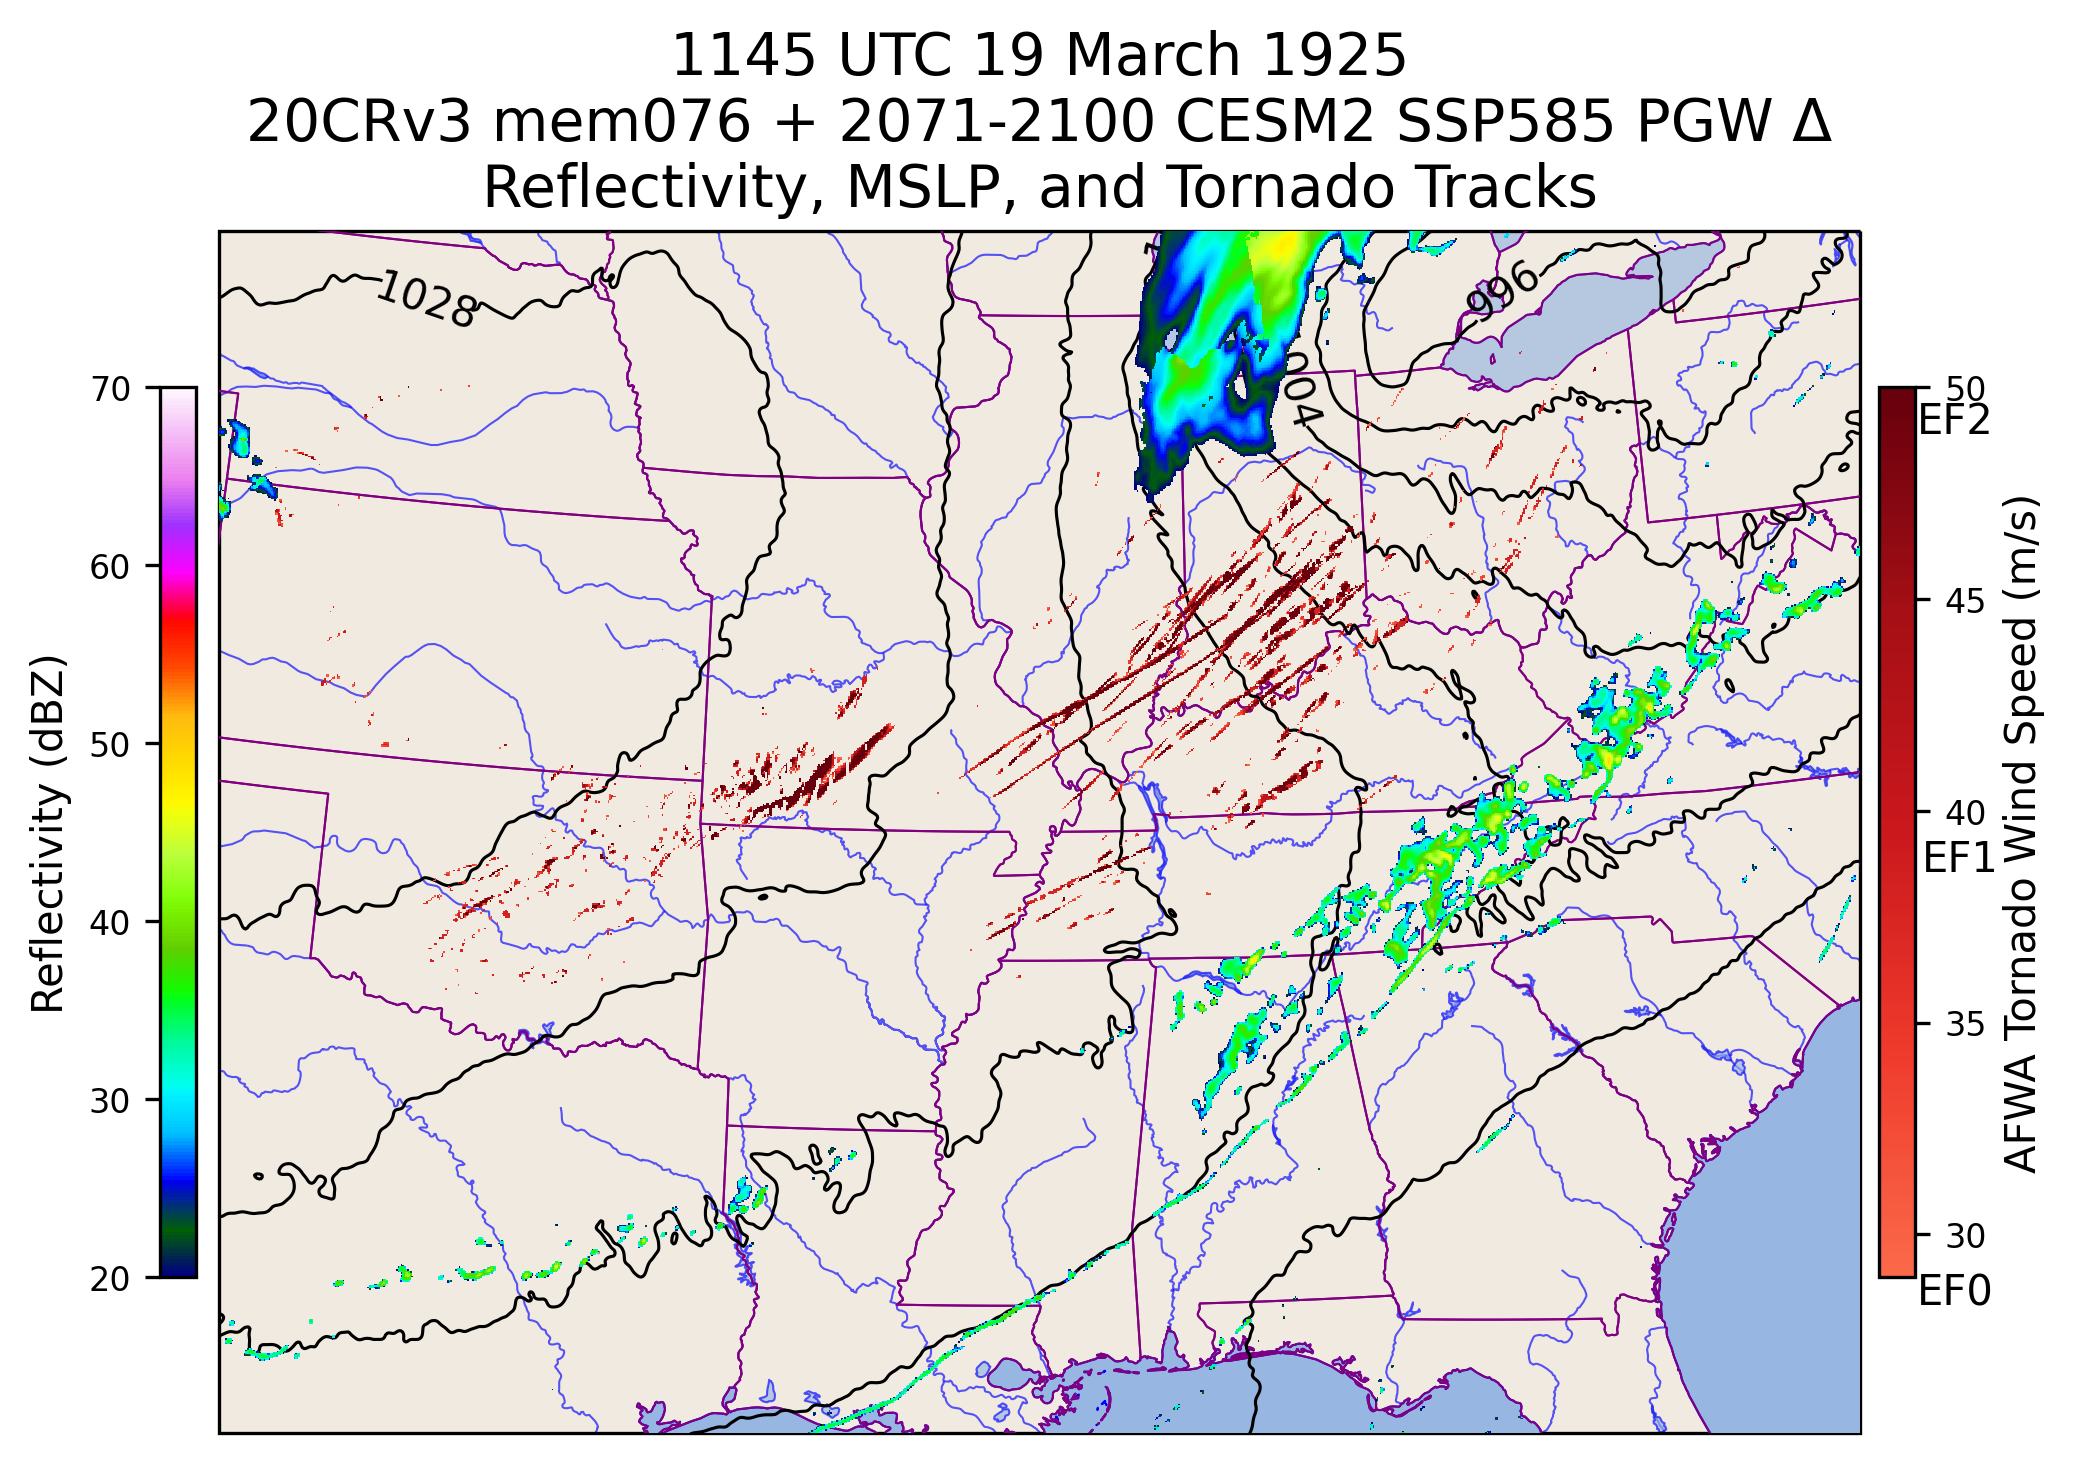 1145 UTC 19 March 1925
20CRv3 mem076 + 2071-2100 CESM2 SSP585 PGW Δ
Reflectivity, MSLP, and Tornado Tracks
1028
996
004
70
60
50
40
30
20
Reflectivity (dBZ)
50
EF2
45
40
EF1
35
30
EF0
AFWA Tornado Wind Speed (m/s)